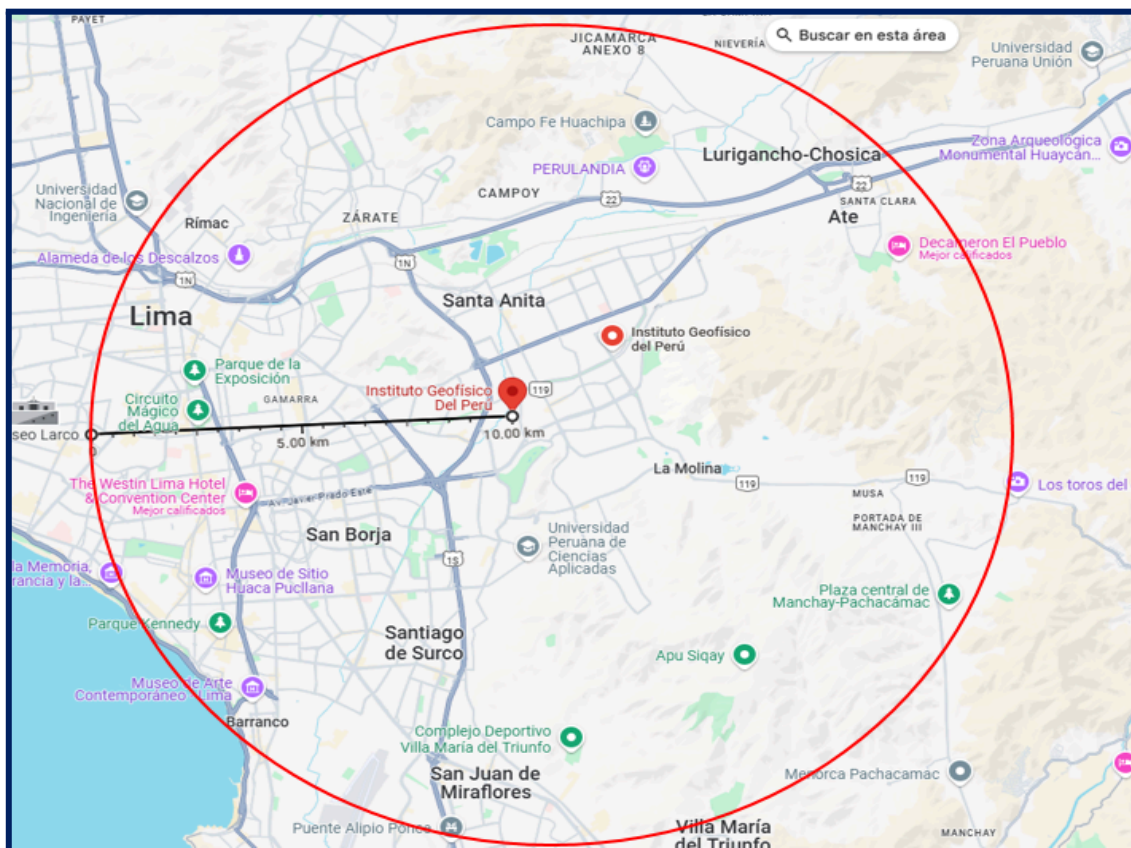 PAYET
JICAMARCA
ANEXO 8
NIEVERÍA
Buscar en esta área
Universidad
Peruana Unión
Campo Fe Huachipa
Zona Arqueológica
Monumental Huaycán...
Lurigancho-Chosica
PERULANDIA
22
SANTA CLARA
Universidad
Nacional de
Ingeniería
CAMPOY
22
Rímac
ZÁRATE
Ate
Decameron El Pueblo
Mejor calificados
Alameda de los Descalzos
1N
1N
Santa Anita
Lima
Instituto Geofísico
del Perú
Parque de la
Exposición
Instituto Geofísico
Del Perú
119
Circuito
Mágico
del Agua
GAMARRA
seo Larco
0
5.00 km
10.00 km
La Molina
119
119
Los toros del
The Westin Lima Hotel
& Convention Center
Mejor calificados
Av. Javier Prado Este
MUSA
PORTADA DE
MANCHAY III
San Borja
Universidad
Peruana de
Ciencias
Aplicadas
1S
la Memoria,
rancia y la...
Museo de Sitio
Huaca Pucllana
Plaza central de
Manchay-Pachacámac
Parque Kennedy
Santiago
de Surco
Apu Siqay
Museo de Arte
Contemporáneo - Lima
Barranco
Complejo Deportivo
Villa María del Triunfo
San Juan de
Miraflores
Menorca Pachacamac
Puente Alipio Ponce
Villa María
del Triunfo
MANCHAY